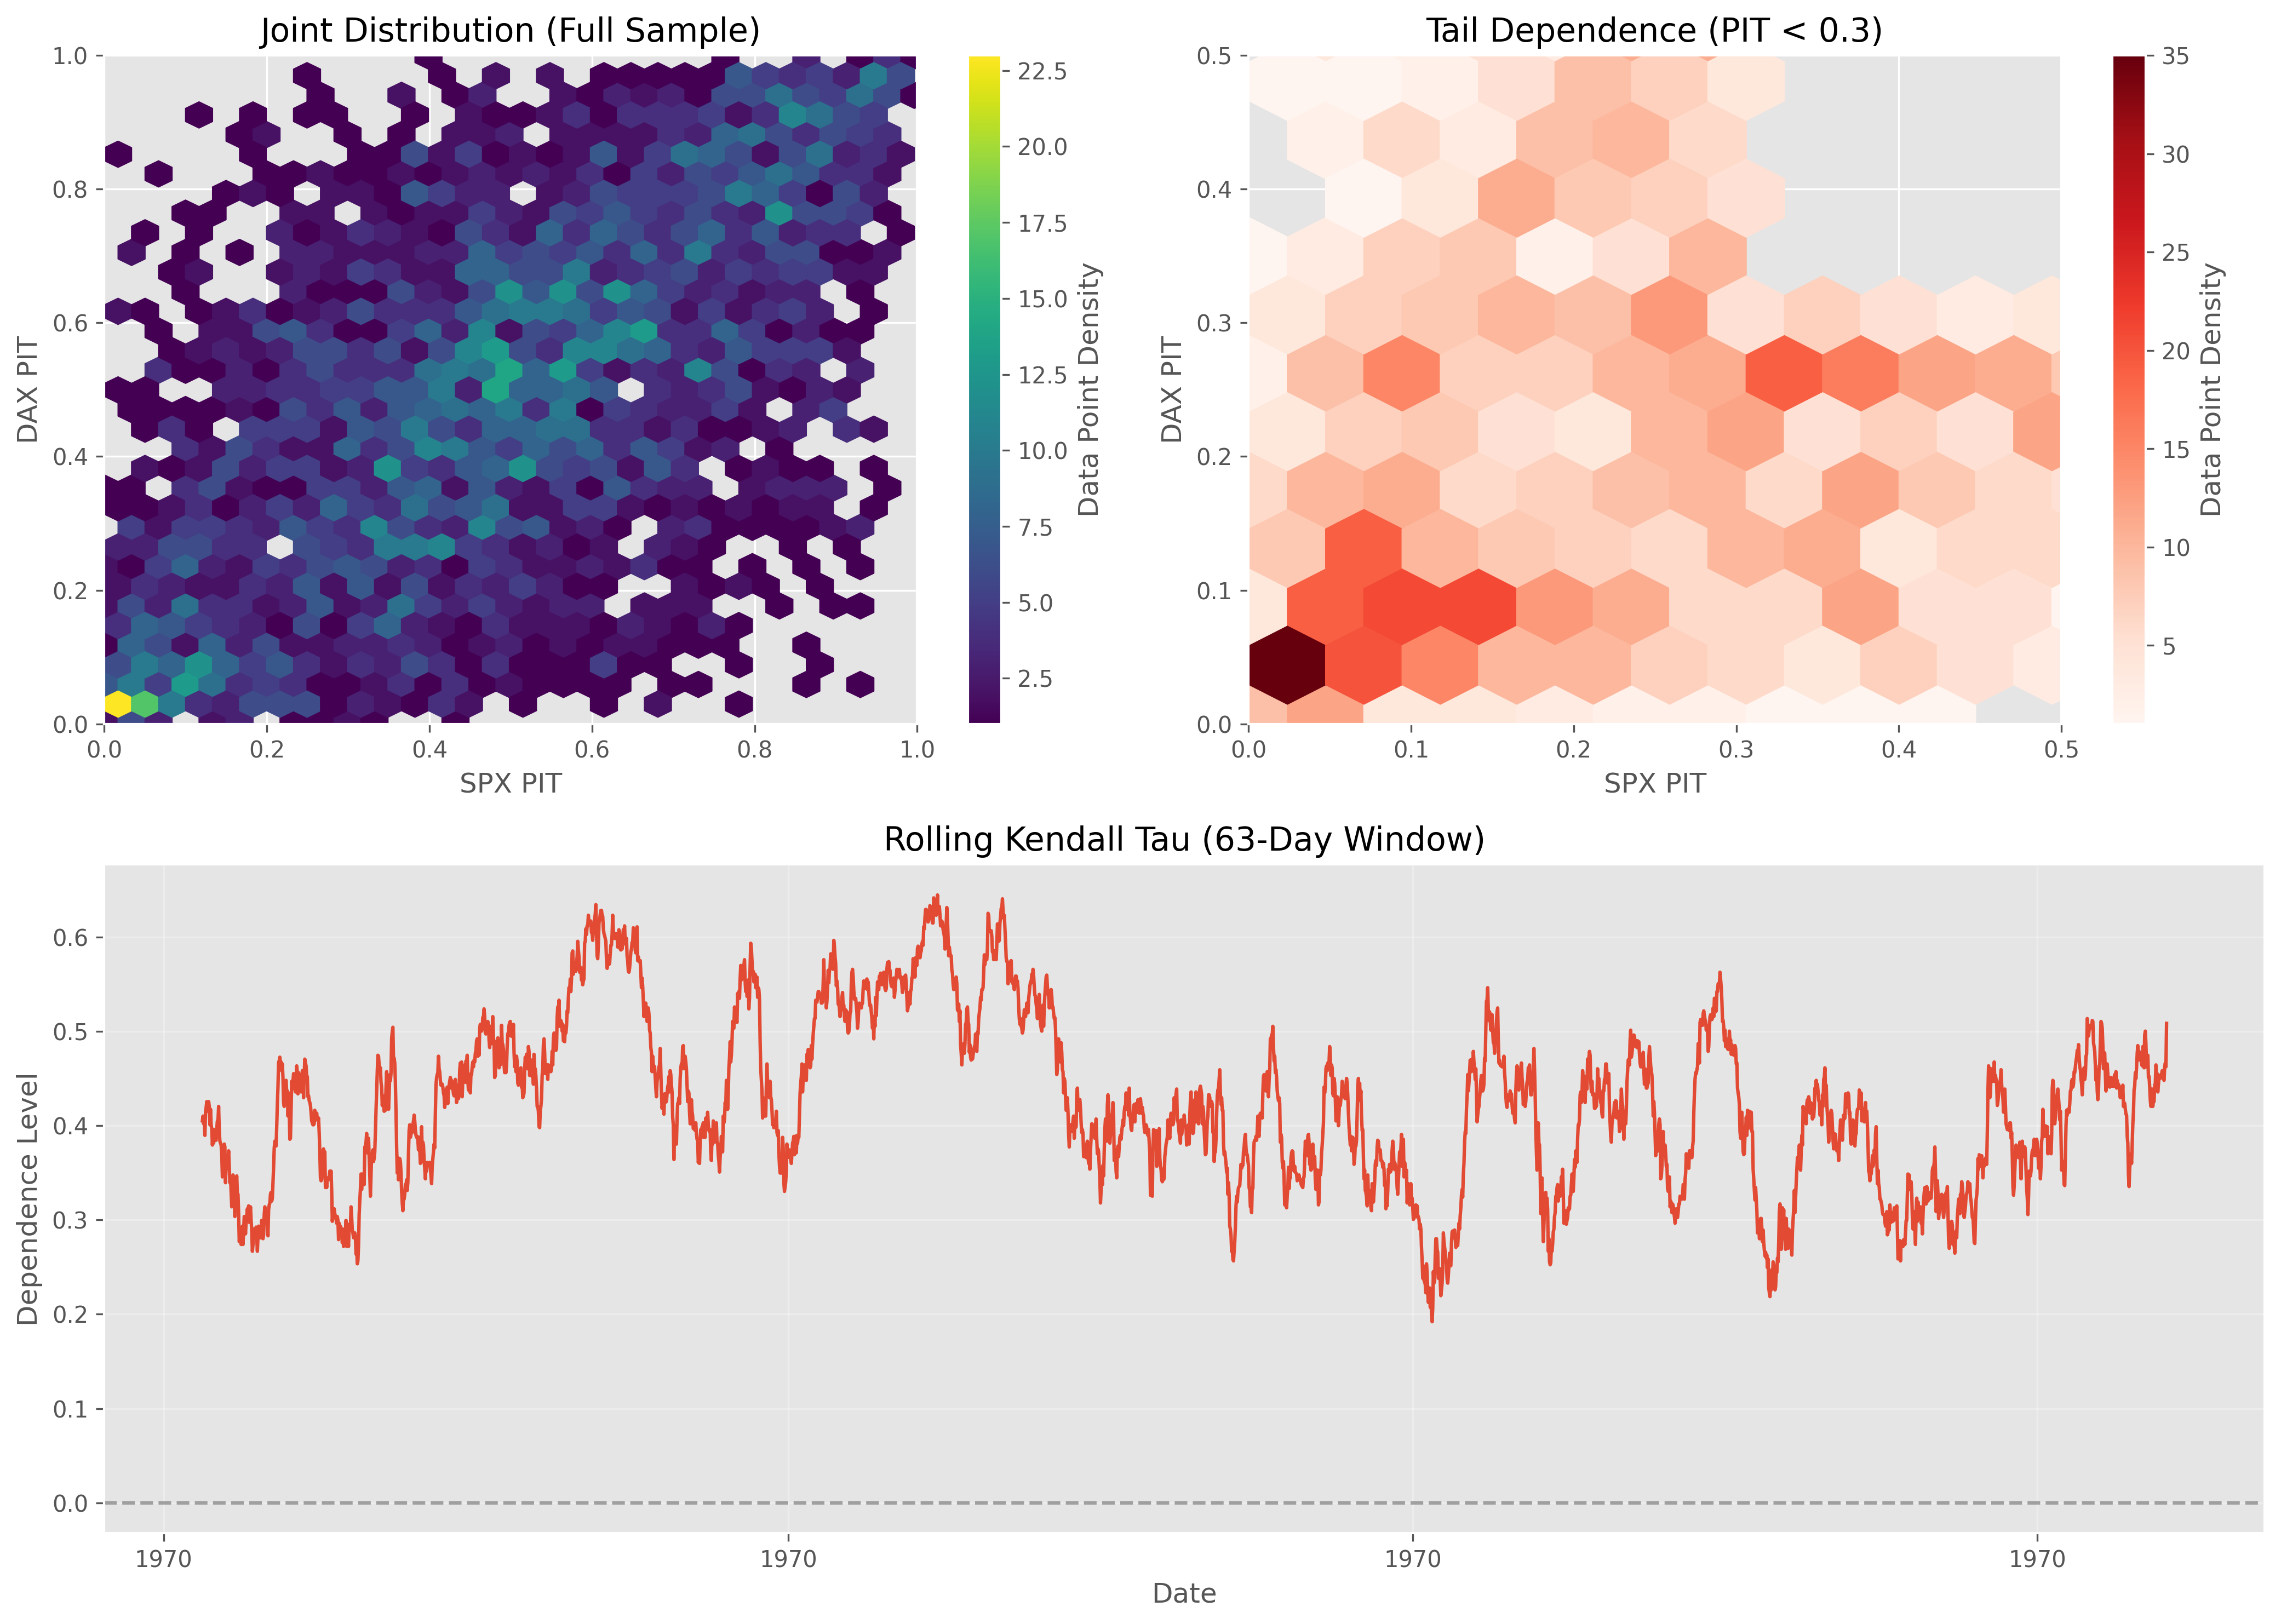 Joint Distribution (Full Sample)
1.0
0.8
0.6
0.4
0.2
0.0
DAX PIT
0.0 0.2 0.4 0.6 0.8 1.0
SPX PIT
22.5
20.0
17.5
15.0
12.5
10.0
7.5
5.0
2.5
Data Point Density
Tail Dependence (PIT < 0.3)
0.5
0.4
0.3
0.2
0.1
0.0
DAX PIT
0.0 0.1 0.2 0.3 0.4 0.5
SPX PIT
35
30
25
20
15
10
5
Data Point Density
Rolling Kendall Tau (63-Day Window)
0.6
0.5
0.4
0.3
0.2
0.1
0.0
Dependence Level
1970 1970 1970 1970
Date